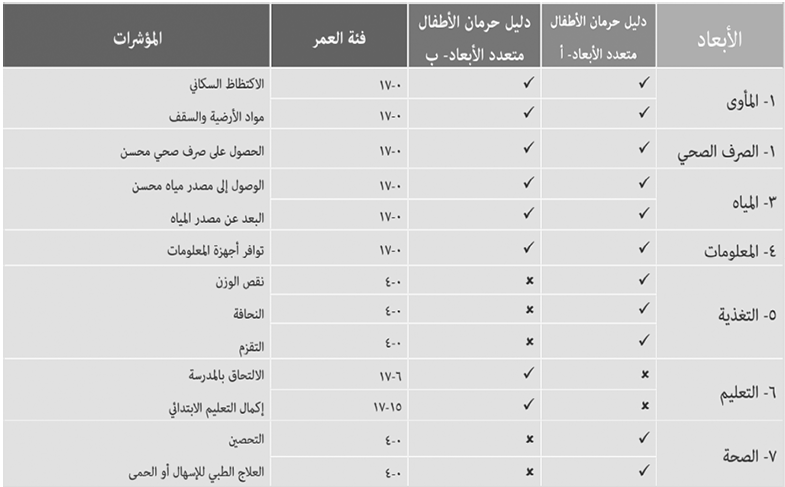 الأبعاد | دليل حرمان الأطفال متعدد الأبعاد- أ | دليل حرمان الأطفال متعدد الأبعاد- ب | فئة العمر | المؤشرات
١- المأوى | ✓ | ✓ | ٠-١٧ | الاكتظاظ السكاني
✓ | ✓ | ٠-١٧ | مواد الأرضية والسقف
١- الصرف الصحي | ✓ | ✓ | ٠-١٧ | الحصول على صرف صحي محسن
٣- المياه | ✓ | ✓ | ٠-١٧ | الوصول إلى مصدر مياه محسن
✓ | ✓ | ٠-١٧ | البعد عن مصدر المياه
٤- المعلومات | ✓ | ✓ | ٠-١٧ | توافر أجهزة المعلومات
٥- التغذية | ✓ | ✘ | ٠-٤ | نقص الوزن
✓ | ✘ | ٠-٤ | النحافة
✓ | ✘ | ٠-٤ | التقزم
٦- التعليم | ✘ | ✓ | ٦-١٧ | الالتحاق بالمدرسة
✘ | ✓ | ١٥-١٧ | إكمال التعليم الابتدائي
٧- الصحة | ✓ | ✘ | ٠-٤ | التحصين
✓ | ✘ | ٠-٤ | العلاج الطبي للإسهال أو الحمى